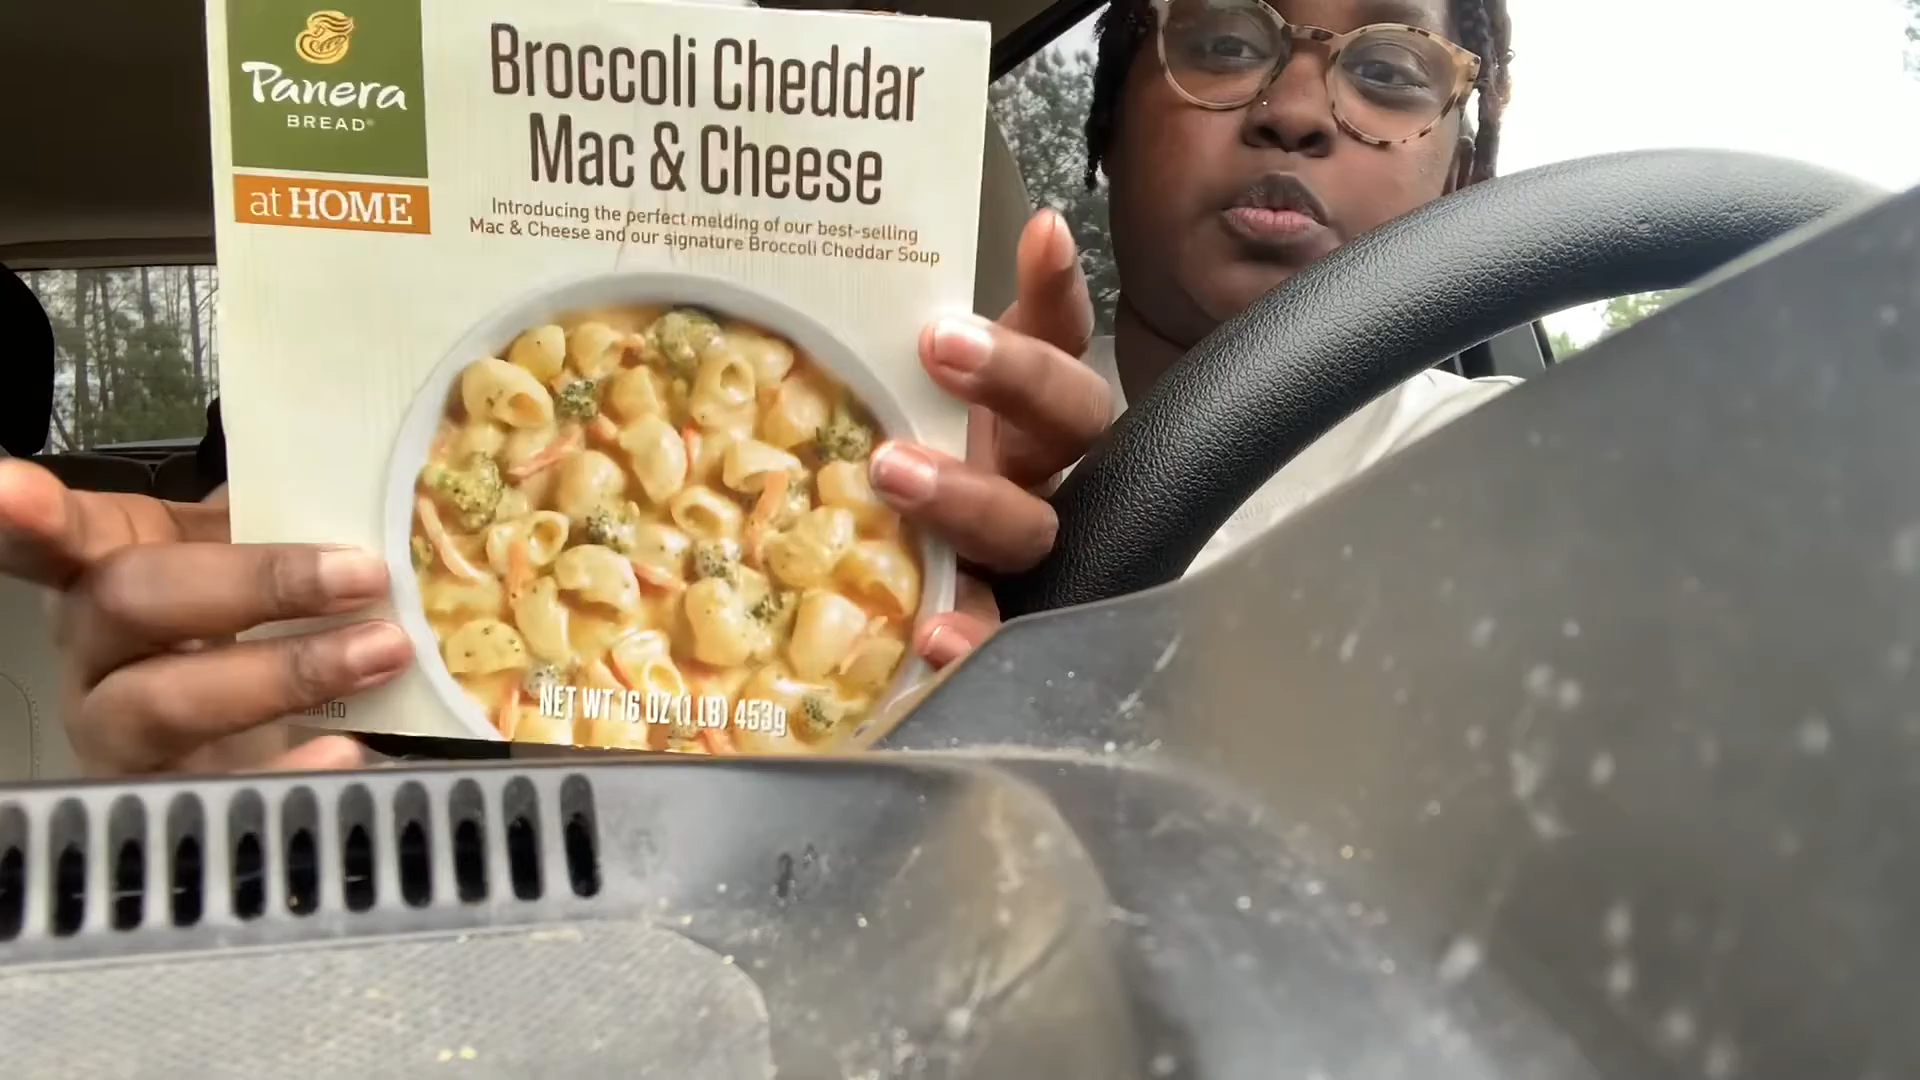 Panera
BREAD®
at HOME
Broccoli Cheddar
Mac & Cheese
Introducing the perfect melding of our best-selling
Mac & Cheese and our signature Broccoli Cheddar Soup
NET WT 16 OZ (1 LB) 453g